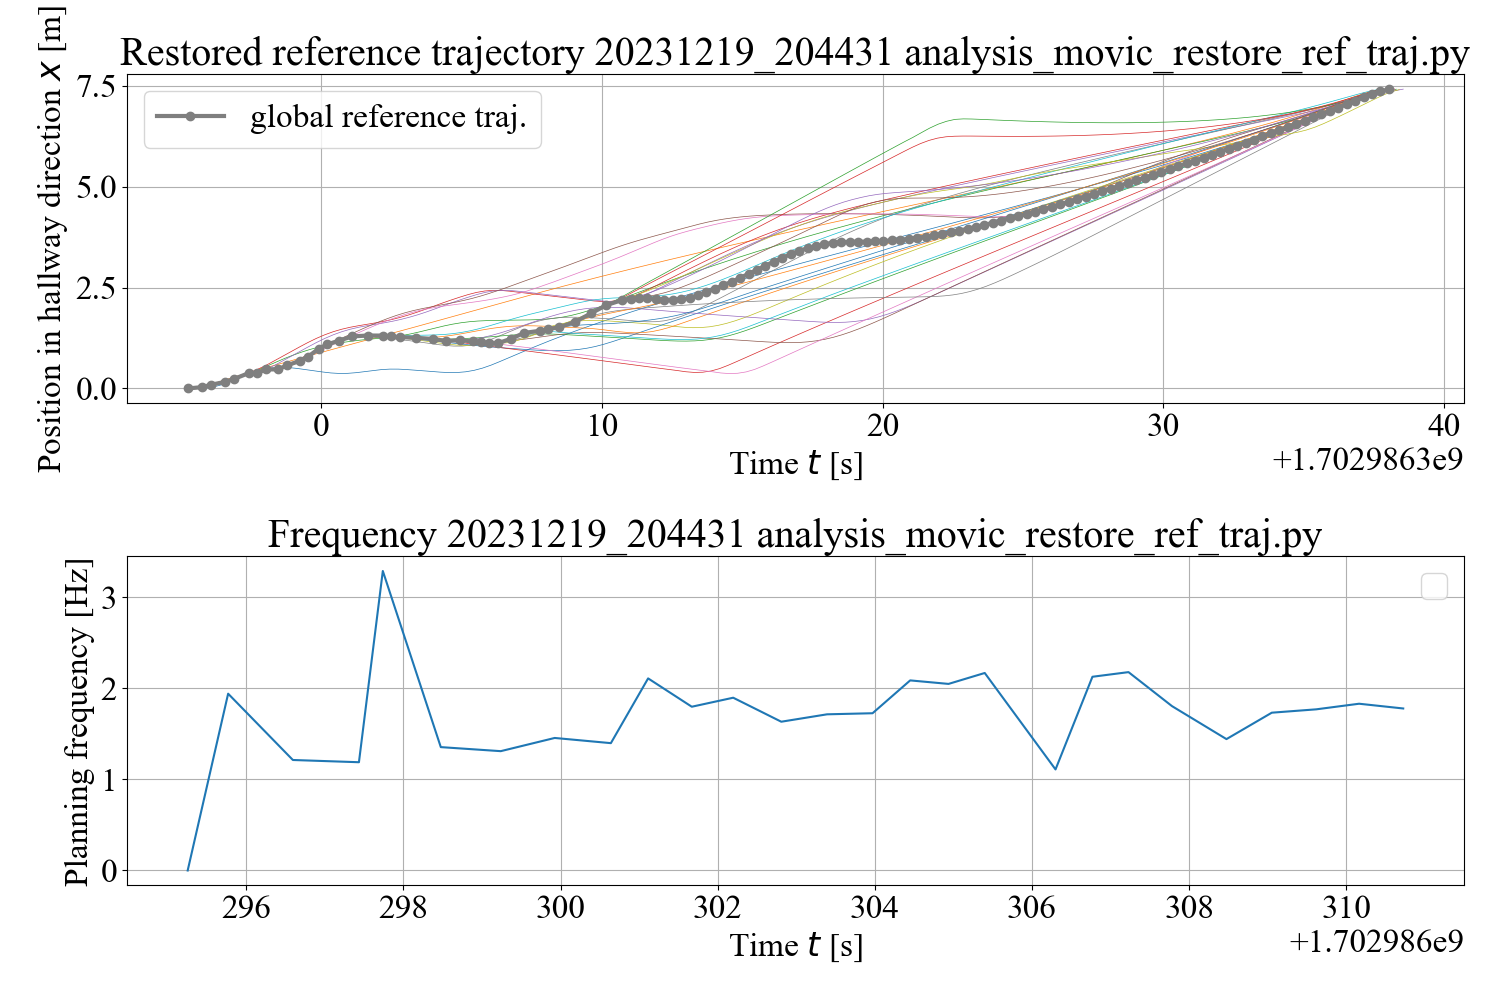 Restored reference trajectory 20231219_204431 analysis_movic_restore_ref_traj.py
Position in hallway direction x [m]
7.5
5.0
2.5
0.0
global reference traj.
0 10 20 30 40
Time t [s]
+1.7029863e9
Frequency 20231219_204431 analysis_movic_restore_ref_traj.py
Planning frequency [Hz]
3
2
1
0
296 298 300 302 304 306 308 310
Time t [s]
+1.702986e9